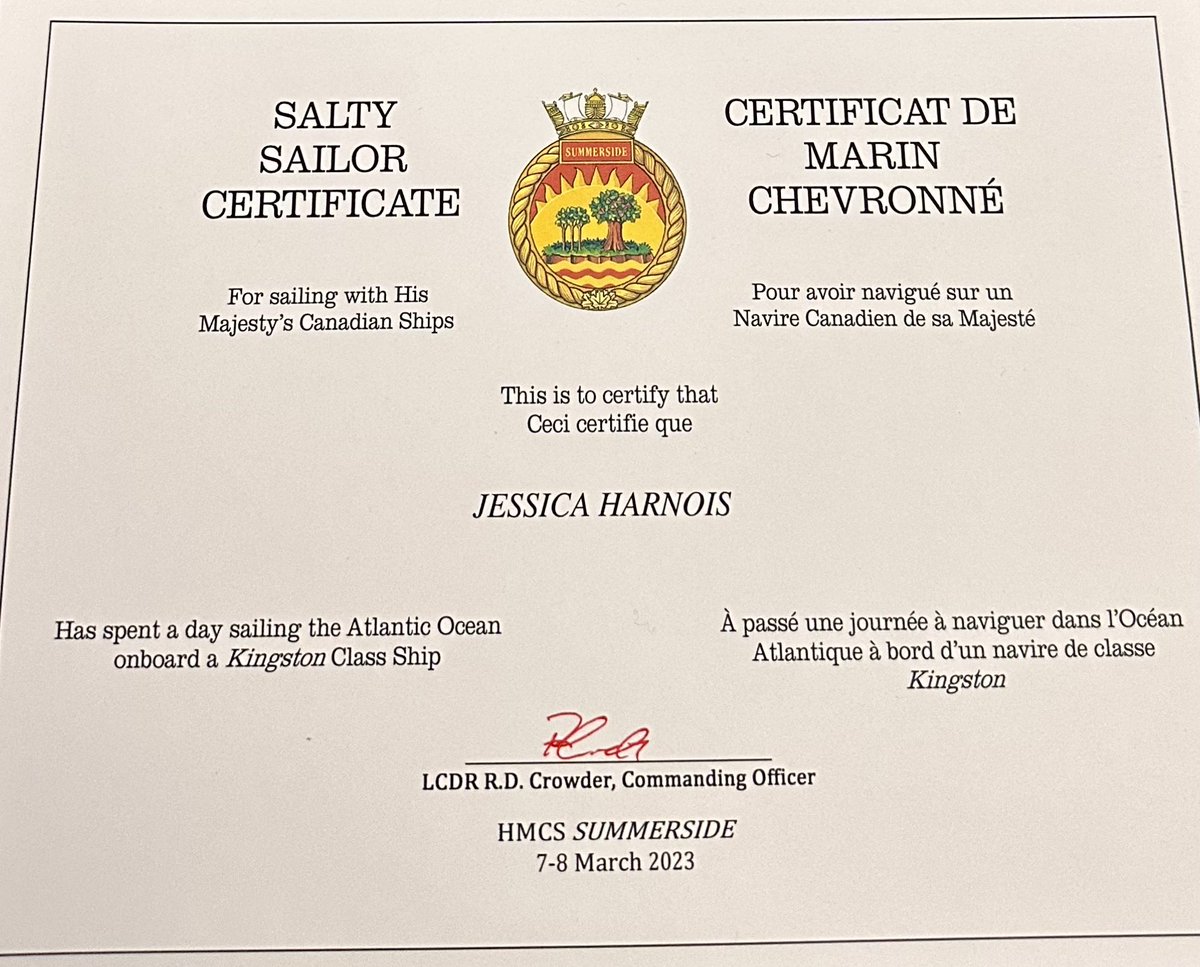 SALTY
SAILOR
CERTIFICATE
For sailing with His
Majesty's Canadian Ships
SUMMERSIDE
CERTIFICAT DE
MARIN
CHEVRONNÉ
Pour avoir navigué sur un
Navire Canadien de sa Majesté
This is to certify that
Ceci certifie que
JESSICA HARNOIS
Has spent a day sailing the Atlantic Ocean
onboard a Kingston Class Ship
À passé une journée à naviguer dans l'Océan
Atlantique à bord d'un navire de classe
Kingston
LCDR R.D. Crowder, Commanding Officer
HMCS SUMMERSIDE
7-8 March 2023